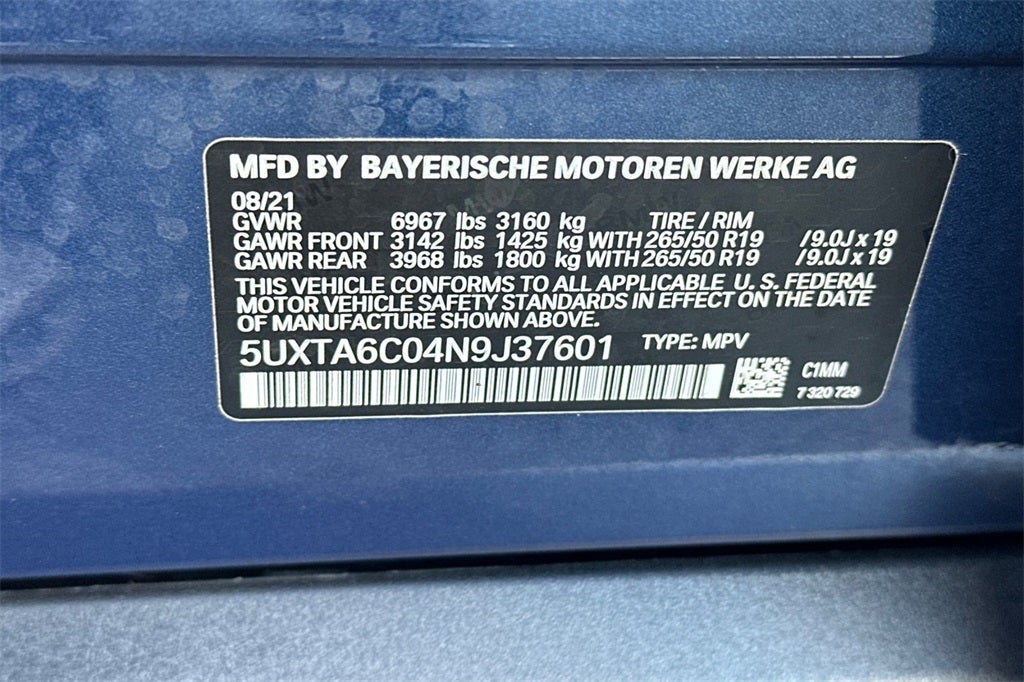 MFD BY BAYERISCHE MOTOREN WERKE AG
08/21
GVWR 6967 lbs 3160 kg TIRE / RIM
GAWR FRONT 3142 lbs 1425 kg WITH 265/50 R19 /9.0J x 19
GAWR REAR 3968 lbs 1800 kg WITH 265/50 R19 /9.0J x 19
THIS VEHICLE CONFORMS TO ALL APPLICABLE U. S. FEDERAL
MOTOR VEHICLE SAFETY STANDARDS IN EFFECT ON THE DATE
OF MANUFACTURE SHOWN ABOVE.
5UXTA6C04N9J37601 TYPE: MPV
C1MM
7 320 729